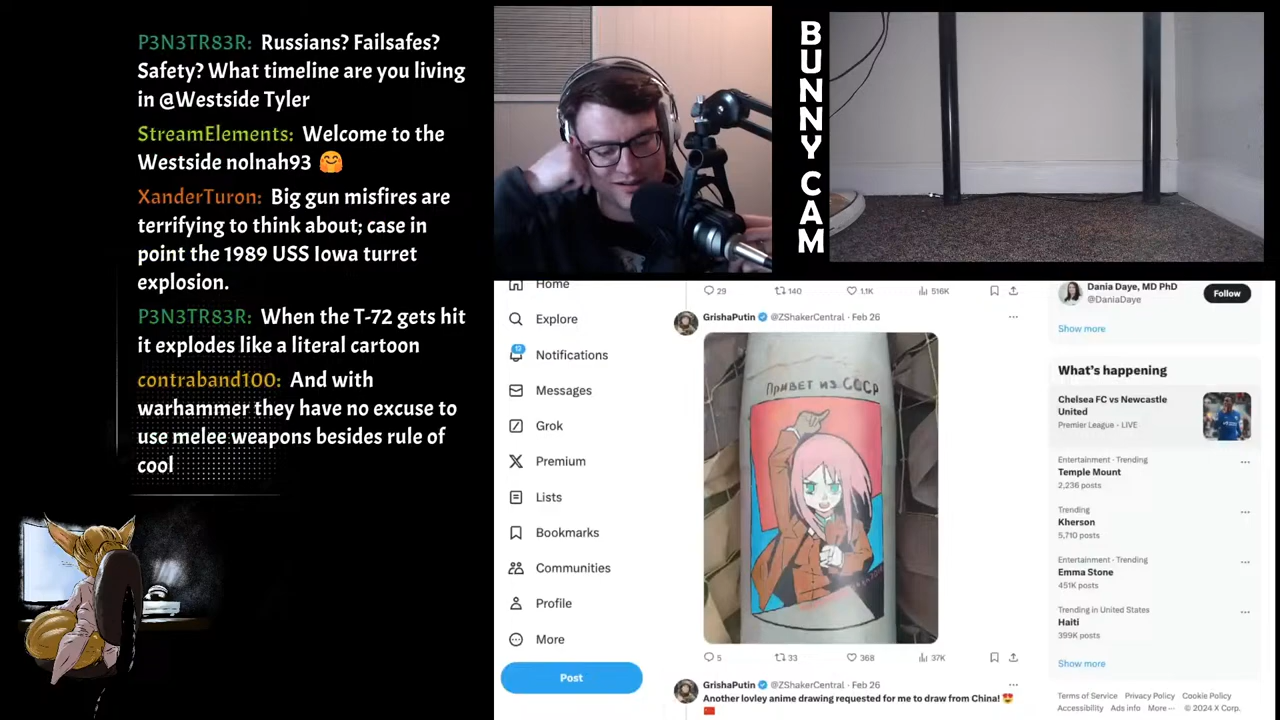 P3N3TR83R: Russians? Failsafes?
Safety? What timeline are you living
in @Westside Tyler
StreamElements: Welcome to the
Westside nolnah93 🤗
XanderTuron: Big gun misfires are
terrifying to think about; case in
point the 1989 USS Iowa turret
explosion.
P3N3TR83R: When the T-72 gets hit
it explodes like a literal cartoon
contraband100: And with
warhammer they have no excuse to
use melee weapons besides rule of
cool
BUNNY CAM
Home
Explore
12
Notifications
Messages
Grok
Premium
Lists
Bookmarks
Communities
Profile
More
Post
29 140 1.1K 516K
GrishaPutin @ZShakerCentral · Feb 26
Привет из СССР
5 33 368 37K
GrishaPutin @ZShakerCentral · Feb 26
Another lovley anime drawing requested for me to draw from China! 😍
🇨🇳
Dania Daye, MD PhD
@DaniaDaye
Follow
Show more
What's happening
Chelsea FC vs Newcastle
United
Premier League · LIVE
Entertainment · Trending
Temple Mount
2,236 posts
Trending
Kherson
5,710 posts
Entertainment · Trending
Emma Stone
451K posts
Trending in United States
Haiti
399K posts
Show more
Terms of Service Privacy Policy Cookie Policy
Accessibility Ads info More ··· © 2024 X Corp.